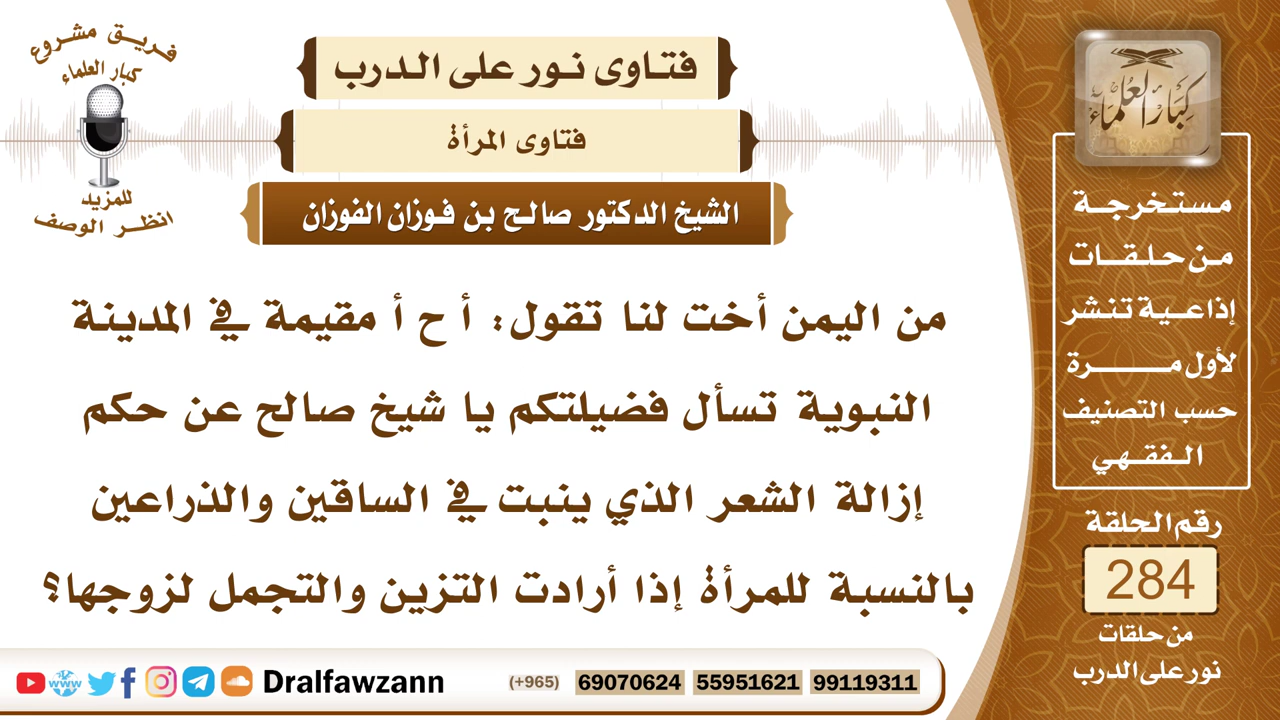 فريق مشروع
كبار العلماء
للمزيد
انظر الوصف
فتاوى نور على الدرب
فتاوى المرأة
الشيخ الدكتور صالح بن فوزان الفوزان
من اليمن أخت لنا تقول: أ ح أ مقيمة في المدينة
النبوية تسأل فضيلتكم يا شيخ صالح عن حكم
إزالة الشعر الذي ينبت في الساقين والذراعين
بالنسبة للمرأة إذا أرادت التزين والتجمل لزوجها؟
كبار العلماء
مستخرجة
من حلقات
إذاعية تنشر
لأول مرة
حسب التصنيف
الفقهي
رقم الحلقة
284
من حلقات
نور على الدرب
www Dralfawzann (+965) 69070624 55951621 99119311